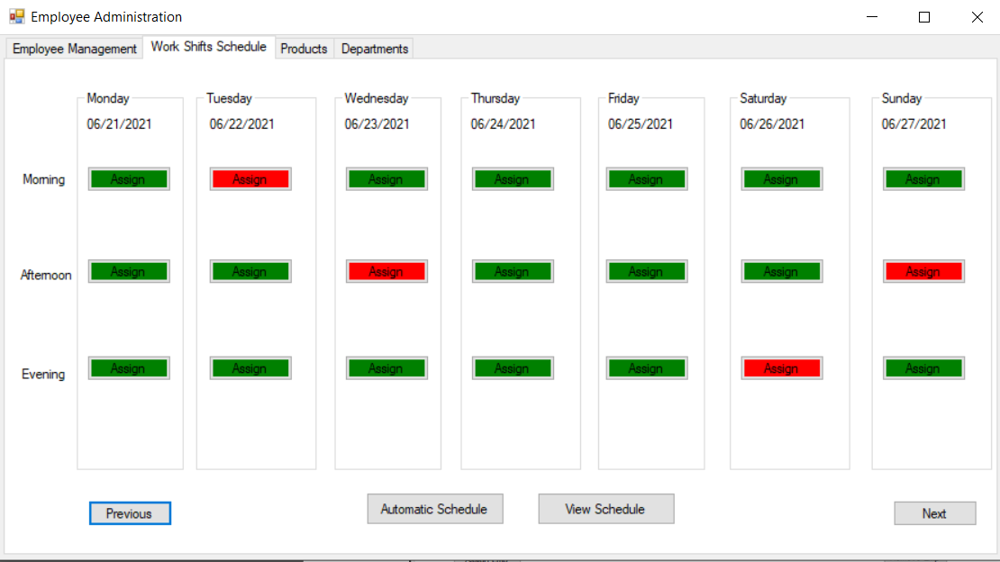 Employee Administration
Employee Management Work Shifts Schedule Products Departments
Monday Tuesday Wednesday Thursday Friday Saturday Sunday
06/21/2021 06/22/2021 06/23/2021 06/24/2021 06/25/2021 06/26/2021 06/27/2021
Morning Assign Assign Assign Assign Assign Assign Assign
Afternoon Assign Assign Assign Assign Assign Assign Assign
Evening Assign Assign Assign Assign Assign Assign Assign
Previous Automatic Schedule View Schedule Next